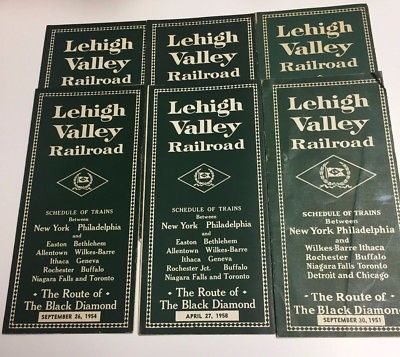 Lehigh
Valley
Railroad
Lehigh
Valley
Railroad
Lehigh
Valley
Railroad
Lehigh
Valley
Railroad
SCHEDULE OF TRAINS
Between
New York Philadelphia
and
Easton Bethlehem
Allentown Wilkes-Barre
Ithaca Geneva
Rochester Buffalo
Niagara Falls and Toronto
The Route of
The Black Diamond
SEPTEMBER 26, 1954
Lehigh
Valley
Railroad
SCHEDULE OF TRAINS
Between
New York Philadelphia
and
Easton Bethlehem
Allentown Wilkes-Barre
Ithaca Geneva
Rochester Jct. Buffalo
Niagara Falls and Toronto
The Route of
The Black Diamond
APRIL 27, 1958
Lehigh
Valley
Railroad
SCHEDULE OF TRAINS
Between
New York Philadelphia
and
Wilkes-Barre Ithaca
Rochester Buffalo
Niagara Falls Toronto
Detroit and Chicago
The Route of
The Black Diamond
SEPTEMBER 30, 1951